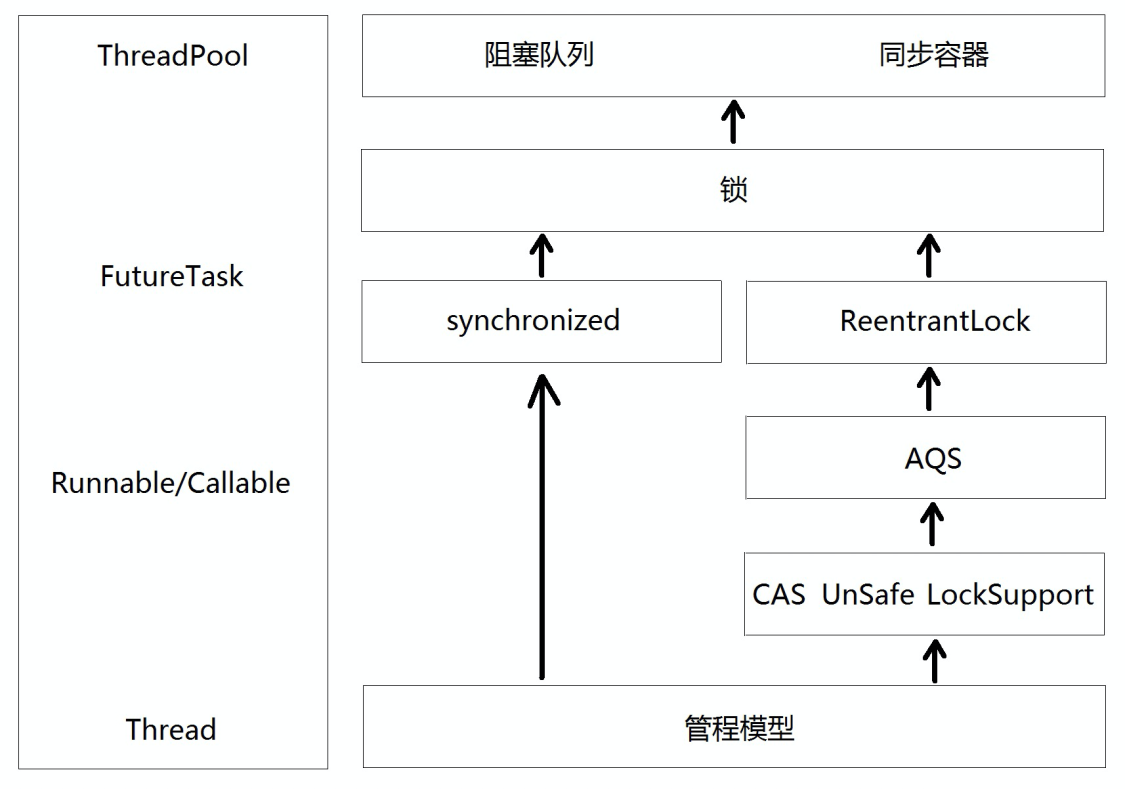 ThreadPool
FutureTask
Runnable/Callable
Thread
阻塞队列 同步容器
锁
synchronized ReentrantLock
AQS
CAS UnSafe LockSupport
管程模型